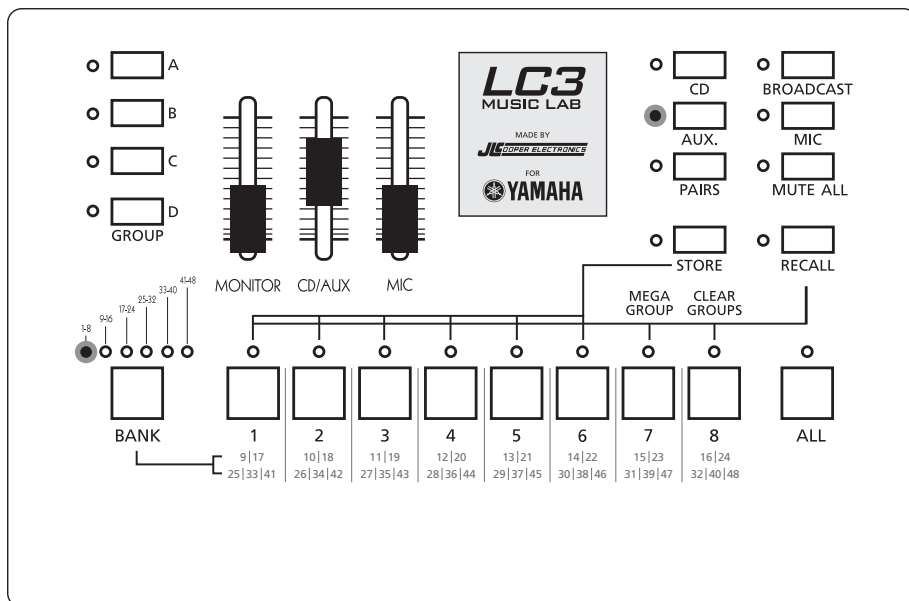 A
B
C
D
GROUP
MONITOR
CD/AUX
MIC
LC3
MUSIC LAB
MADE BY
JLCOOPER ELECTRONICS
FOR
YAMAHA
CD
BROADCAST
AUX.
MIC
PAIRS
MUTE ALL
STORE
RECALL
MEGA
GROUP
CLEAR
GROUPS
1-8
9-16
17-24
25-32
33-40
41-48
BANK
1 2 3 4 5 6 7 8
ALL
9|17 10|18 11|19 12|20 13|21 14|22 15|23 16|24
25|33|41 26|34|42 27|35|43 28|36|44 29|37|45 30|38|46 31|39|47 32|40|48